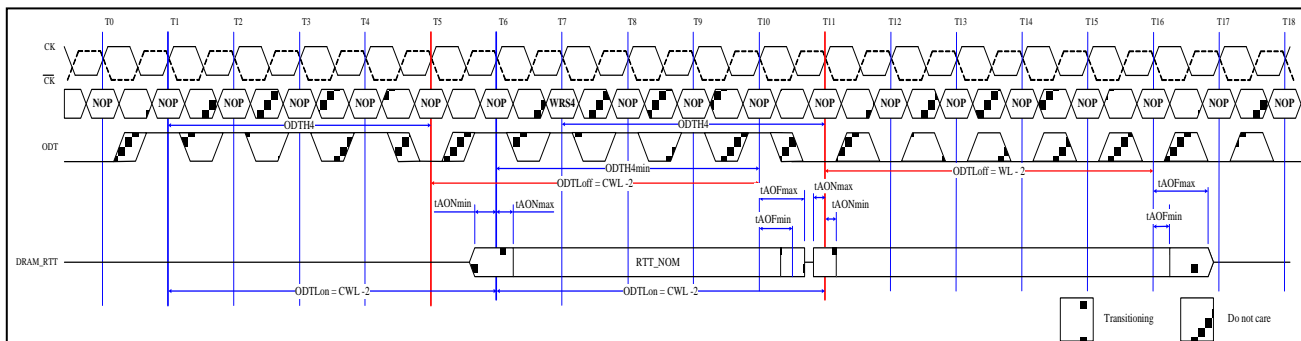 T0 T1 T2 T3 T4 T5 T6 T7 T8 T9 T10 T11 T12 T13 T14 T15 T16 T17 T18
CK
CK
NOP NOP NOP NOP NOP NOP NOP WRS4 NOP NOP NOP NOP NOP NOP NOP NOP NOP NOP NOP
ODTH4 ODTH4
ODT
ODTH4min
ODTLoff = CWL -2 ODTLoff = WL - 2
tAOFmax tAONmax tAOFmax
tAONmin tAONmax tAOFmin tAONmin tAOFmin
DRAM_RTT RTT_NOM
ODTLon = CWL -2 ODTLon = CWL -2
Transitioning Do not care